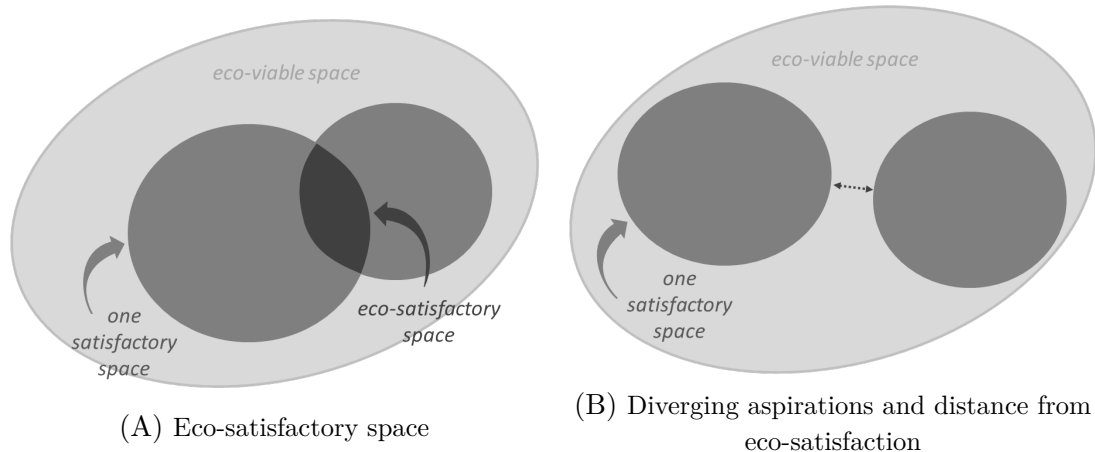 eco-viable space
one
satisfactory
space
eco-satisfactory
space
(A) Eco-satisfactory space
eco-viable space
one
satisfactory
space
(B) Diverging aspirations and distance from
eco-satisfaction